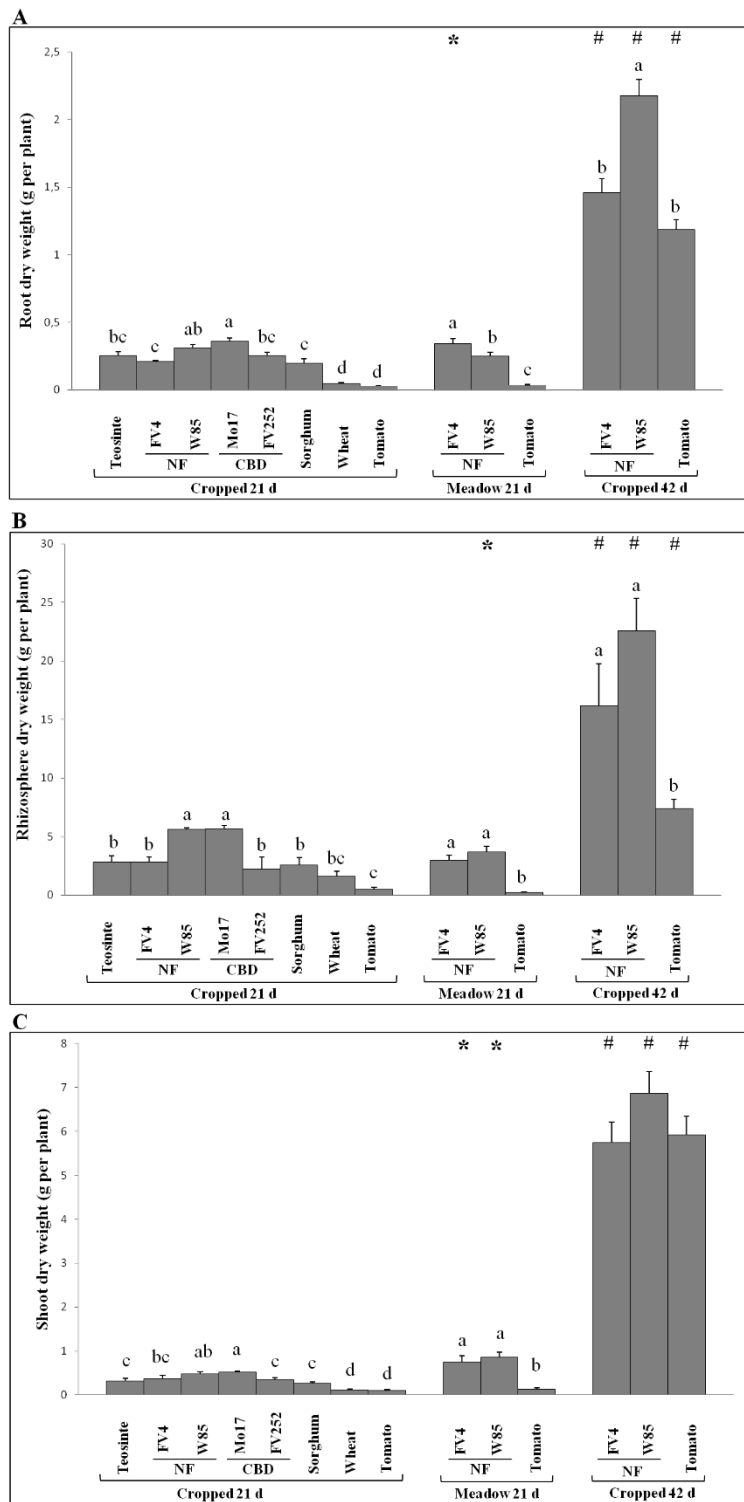 A
* # # #
2,5
a
2
Root dry weight (g per plant)
b
1,5
b
1
0,5
bc c ab a bc c d d
a b c
0
Teosinte FV4 W85 Mo17 FV252 Sorghum Wheat Tomato FV4 W85 Tomato FV4 W85 Tomato
NF CBD NF NF
Cropped 21 d Meadow 21 d Cropped 42 d
B
* # # #
30
a
25
Rhizosphere dry weight (g per plant)
a
20
15
b
10
b b a a b b bc c
a a b
5
0
Teosinte FV4 W85 Mo17 FV252 Sorghum Wheat Tomato FV4 W85 Tomato FV4 W85 Tomato
NF CBD NF NF
Cropped 21 d Meadow 21 d Cropped 42 d
C
* * # # #
8
7
a a a
6
Shoot dry weight (g per plant)
5
4
3
2
c bc ab a c c d d
a a b
1
0
Teosinte FV4 W85 Mo17 FV252 Sorghum Wheat Tomato FV4 W85 Tomato FV4 W85 Tomato
NF CBD NF NF
Cropped 21 d Meadow 21 d Cropped 42 d